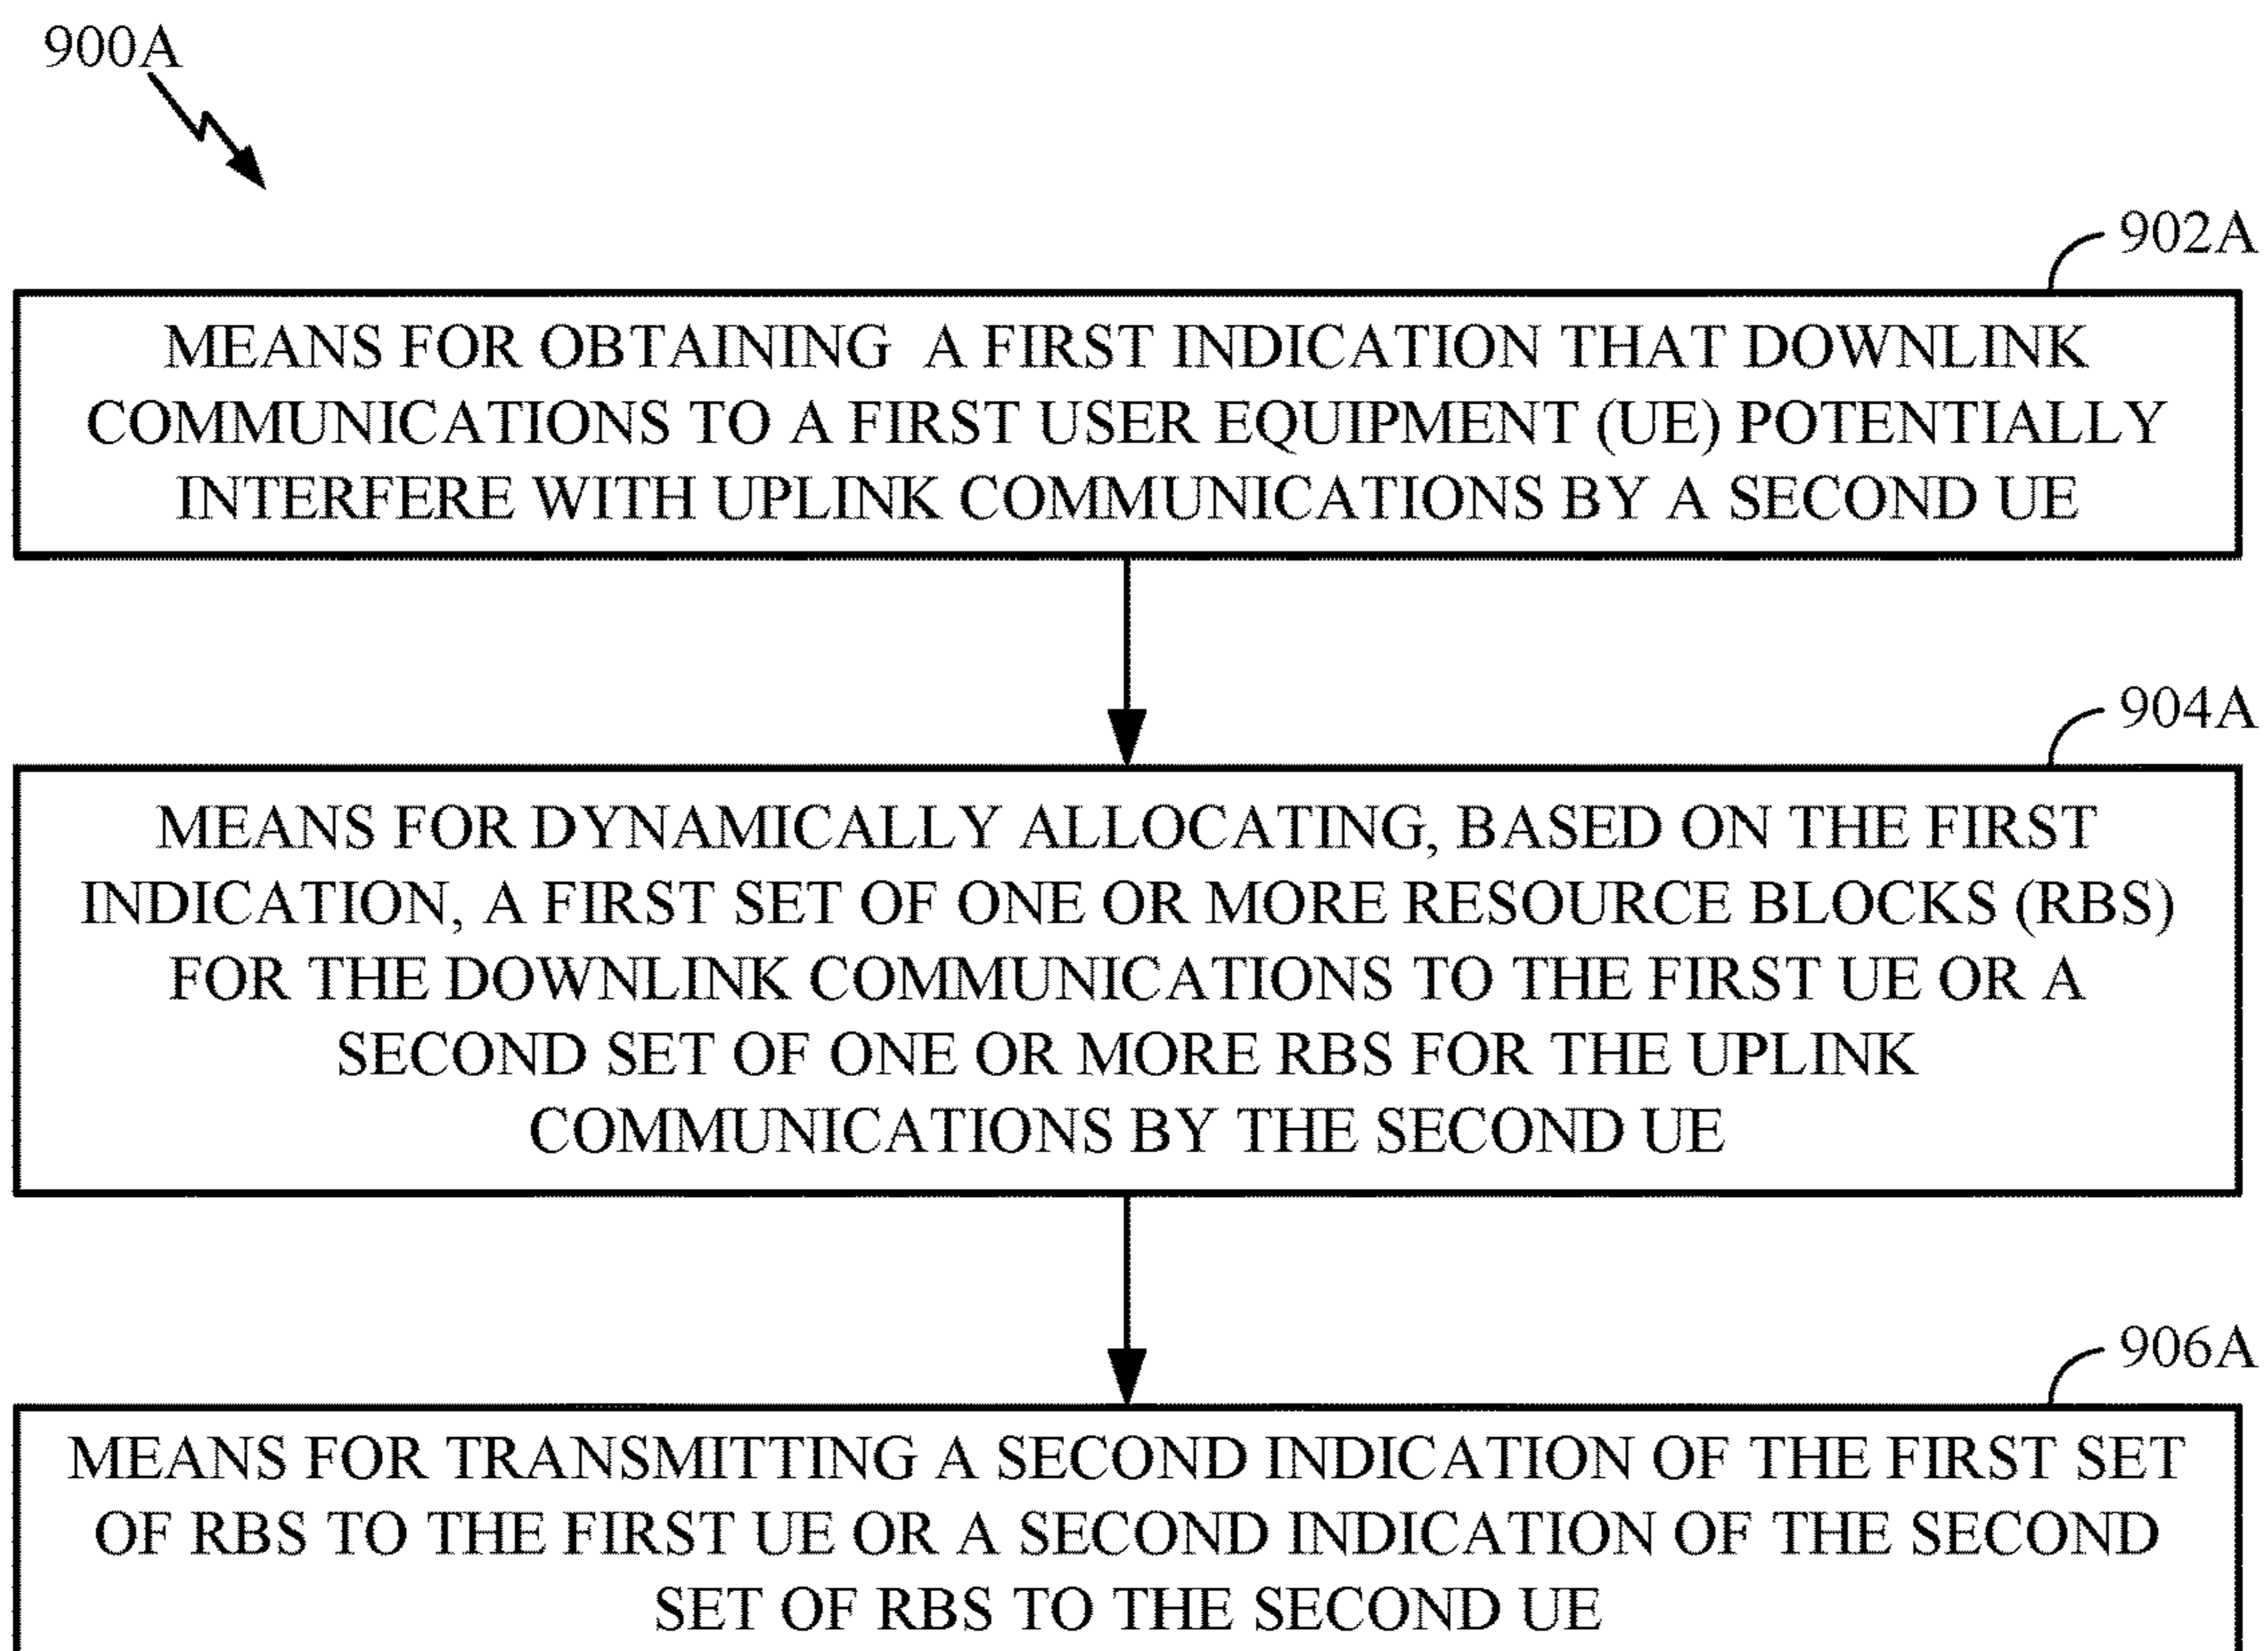 900A
902A
MEANS FOR OBTAINING A FIRST INDICATION THAT DOWNLINK
COMMUNICATIONS TO A FIRST USER EQUIPMENT (UE) POTENTIALLY
INTERFERE WITH UPLINK COMMUNICATIONS BY A SECOND UE
904A
MEANS FOR DYNAMICALLY ALLOCATING, BASED ON THE FIRST
INDICATION, A FIRST SET OF ONE OR MORE RESOURCE BLOCKS (RBS)
FOR THE DOWNLINK COMMUNICATIONS TO THE FIRST UE OR A
SECOND SET OF ONE OR MORE RBS FOR THE UPLINK
COMMUNICATIONS BY THE SECOND UE
906A
MEANS FOR TRANSMITTING A SECOND INDICATION OF THE FIRST SET
OF RBS TO THE FIRST UE OR A SECOND INDICATION OF THE SECOND
SET OF RBS TO THE SECOND UE